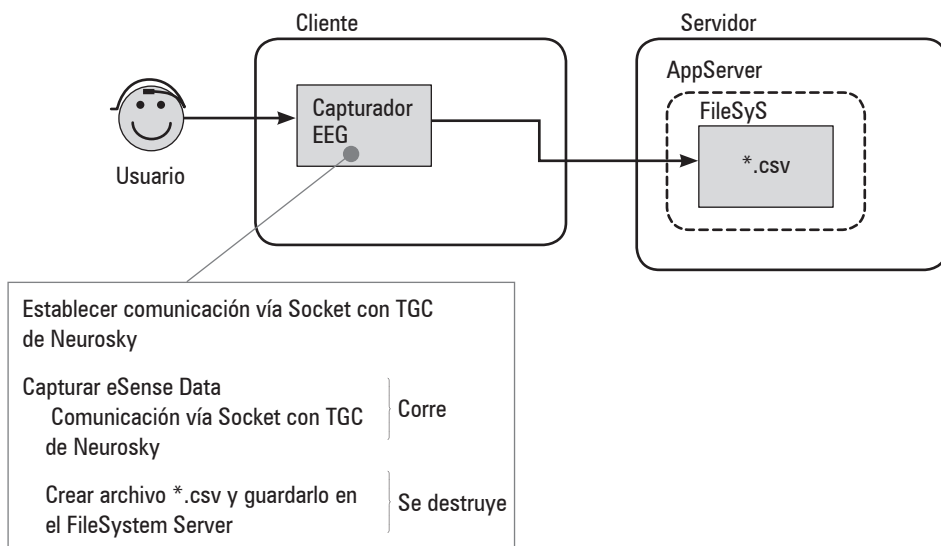 Cliente
Servidor
AppServer
FileSyS
Capturador
EEG
*.csv
Usuario
Establecer comunicación vía Socket con TGC
de Neurosky
Capturar eSense Data
Comunicación vía Socket con TGC
de Neurosky
Corre
Crear archivo *.csv y guardarlo en
el FileSystem Server
Se destruye